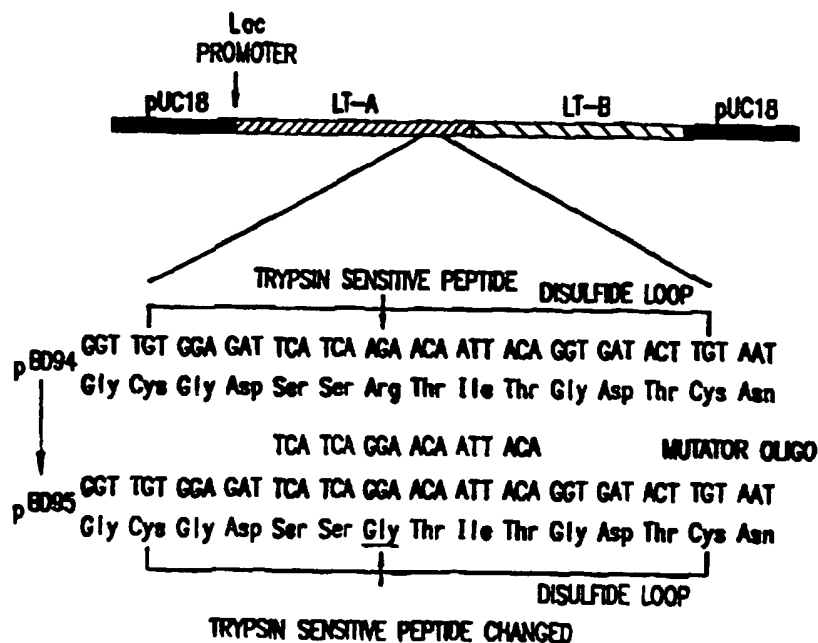 Lac
PROMOTER
pUC18 LT-A LT-B pUC18
TRYPSIN SENSITIVE PEPTIDE
DISULFIDE LOOP
pBD94 GGT TGT GGA GAT TCA TCA AGA ACA ATT ACA GGT GAT ACT TGT AAT
Gly Cys Gly Asp Ser Ser Arg Thr Ile Thr Gly Asp Thr Cys Asn
TCA TCA GGA ACA ATT ACA MUTATOR OLIGO
pBD95 GGT TGT GGA GAT TCA TCA GGA ACA ATT ACA GGT GAT ACT TGT AAT
Gly Cys Gly Asp Ser Ser Gly Thr Ile Thr Gly Asp Thr Cys Asn
DISULFIDE LOOP
TRYPSIN SENSITIVE PEPTIDE CHANGED